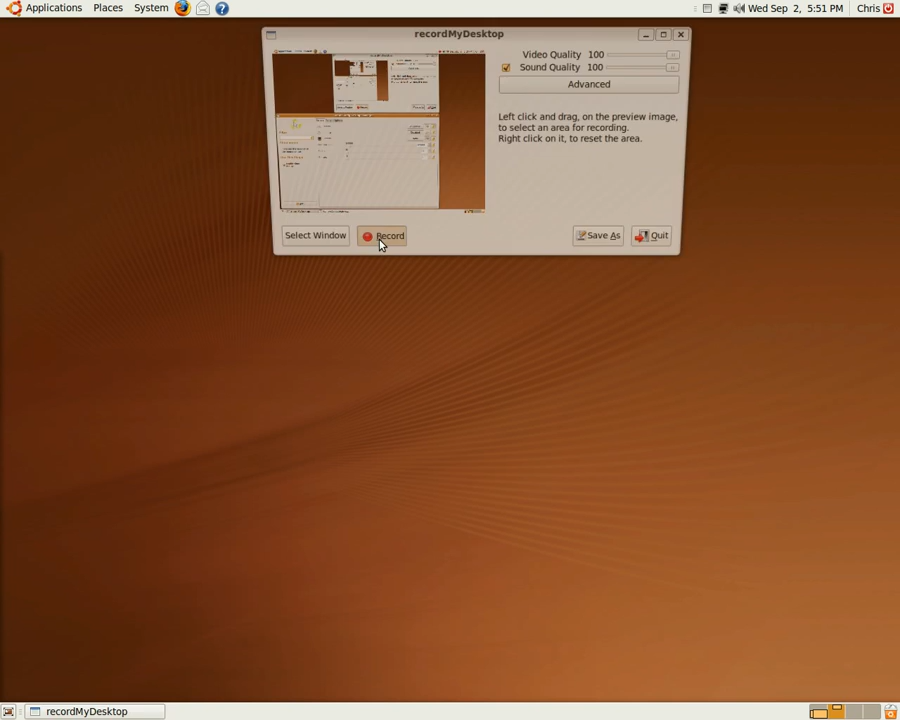 Applications Places System Wed Sep 2, 5:51 PM Chris
recordMyDesktop
Video Quality 100
Sound Quality 100
Advanced
Left click and drag, on the preview image,
to select an area for recording.
Right click on it, to reset the area.
Select Window Record Save As Quit
recordMyDesktop